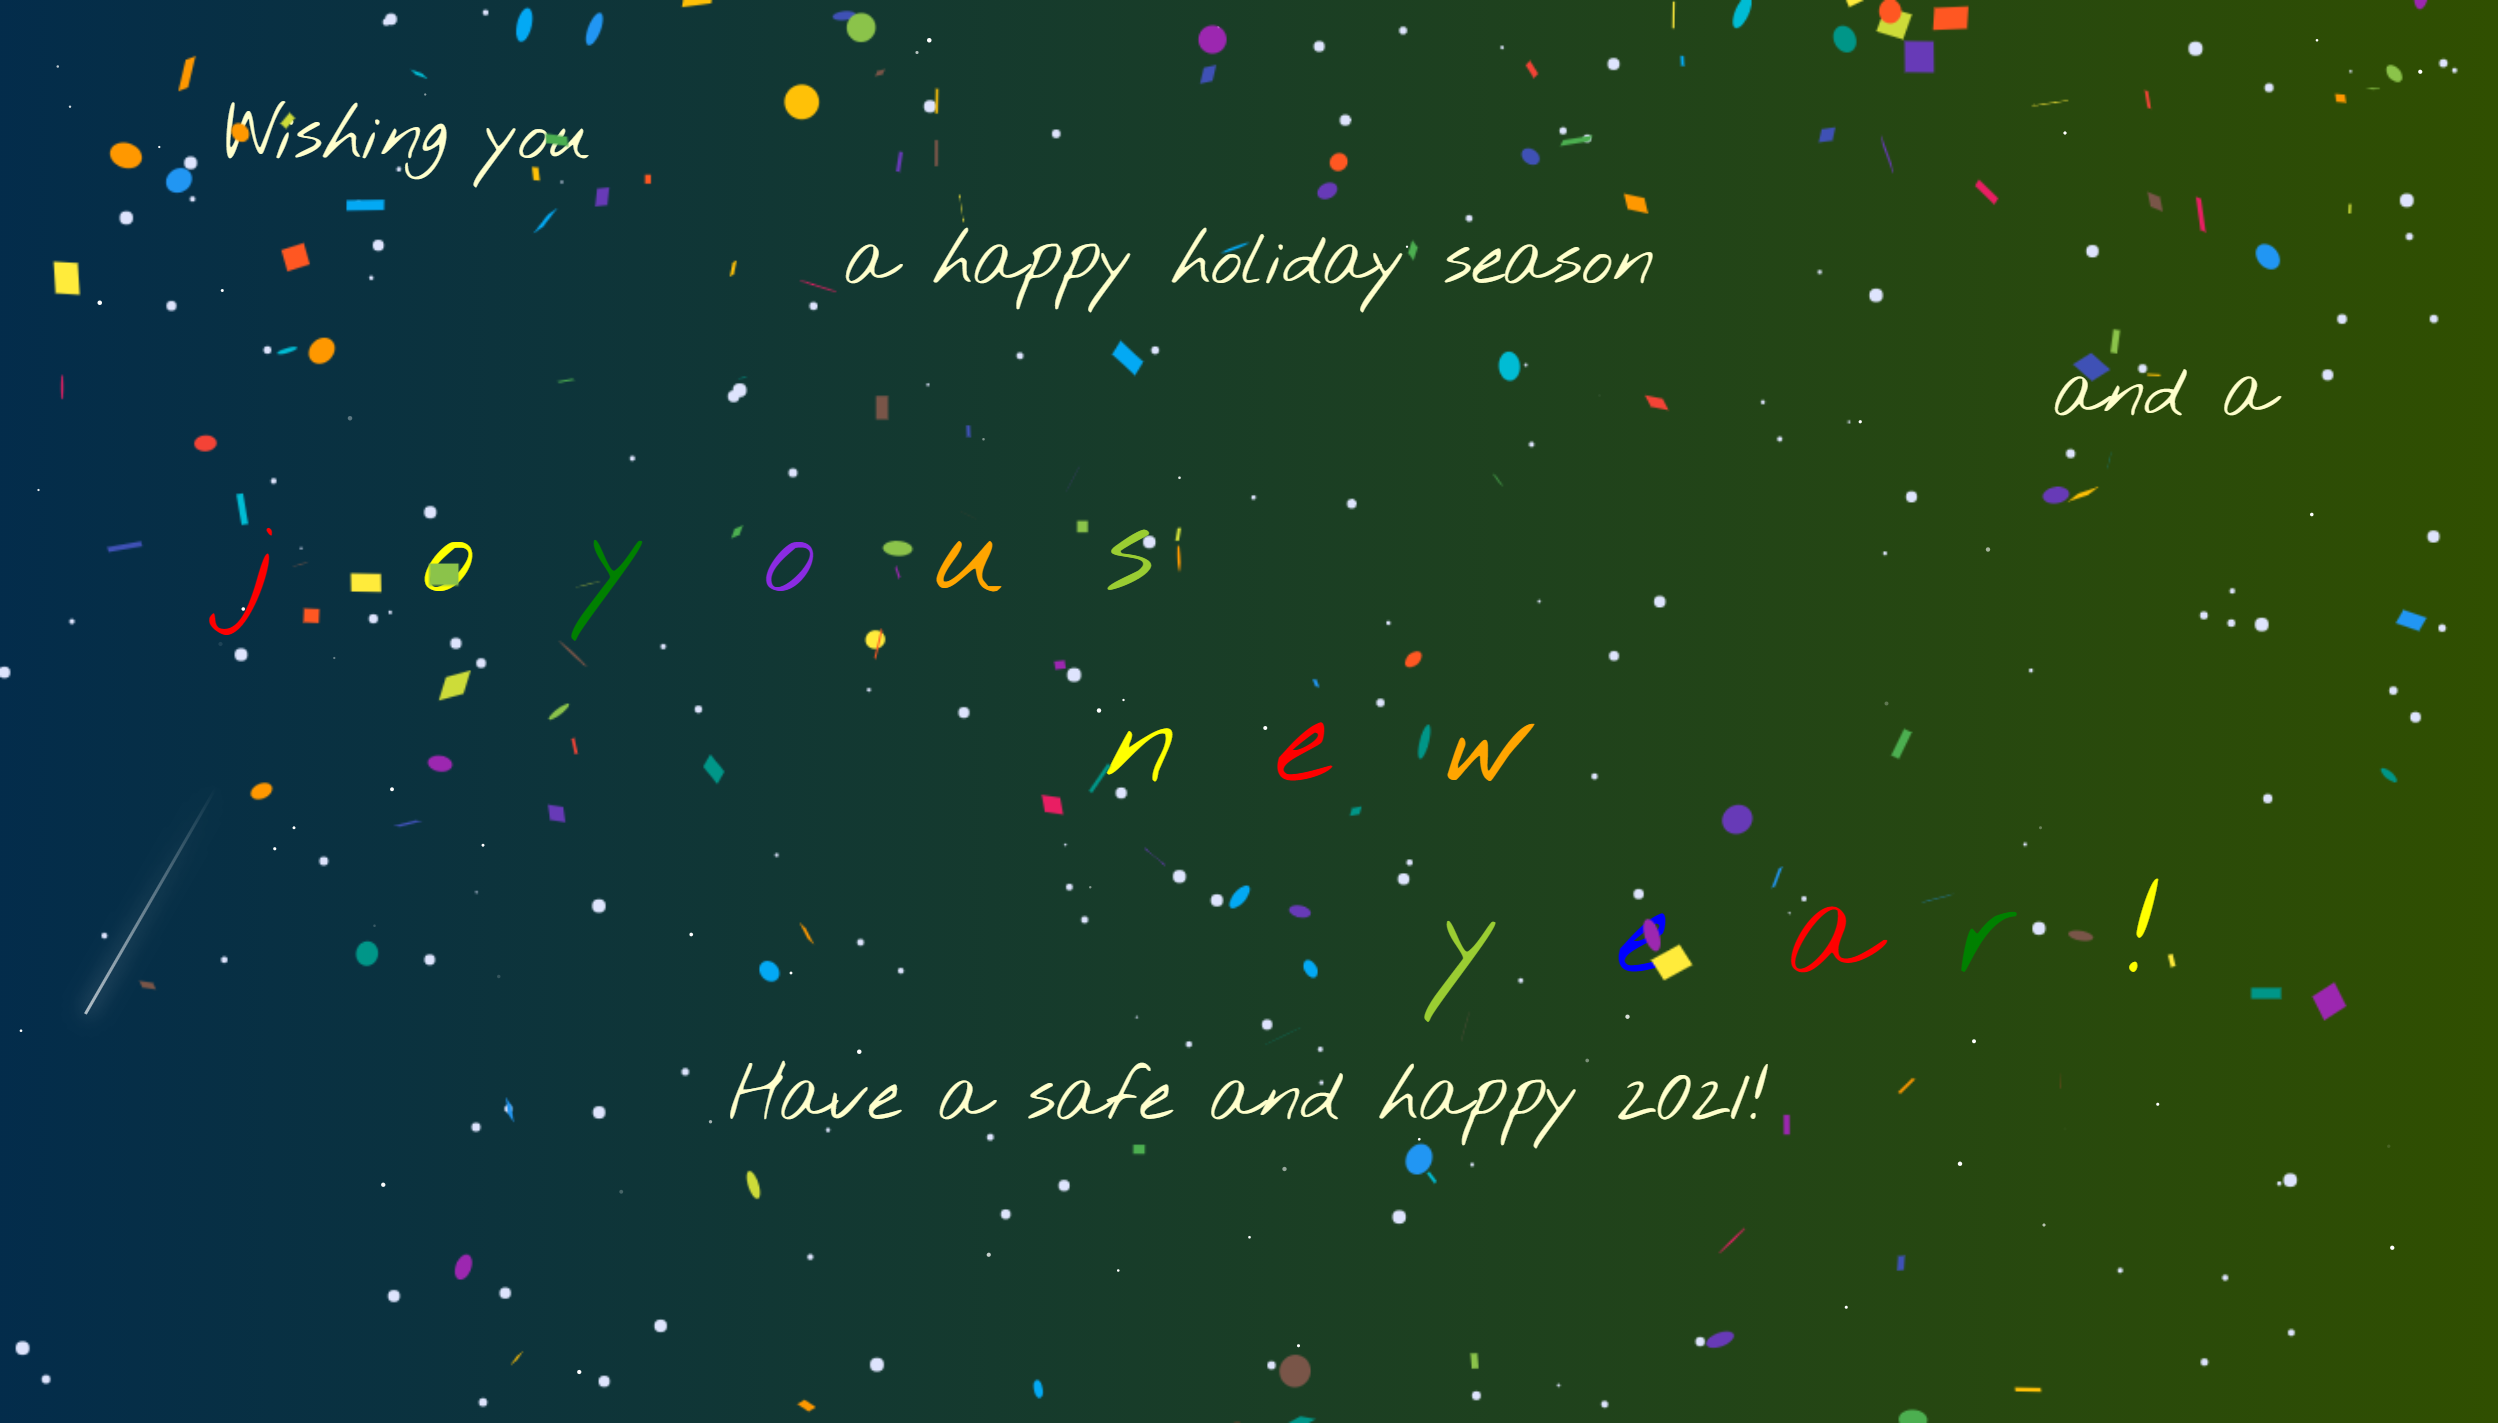 Wishing you
a happy holiday season
and a
joyous
new
year!
Have a safe and happy 2021!